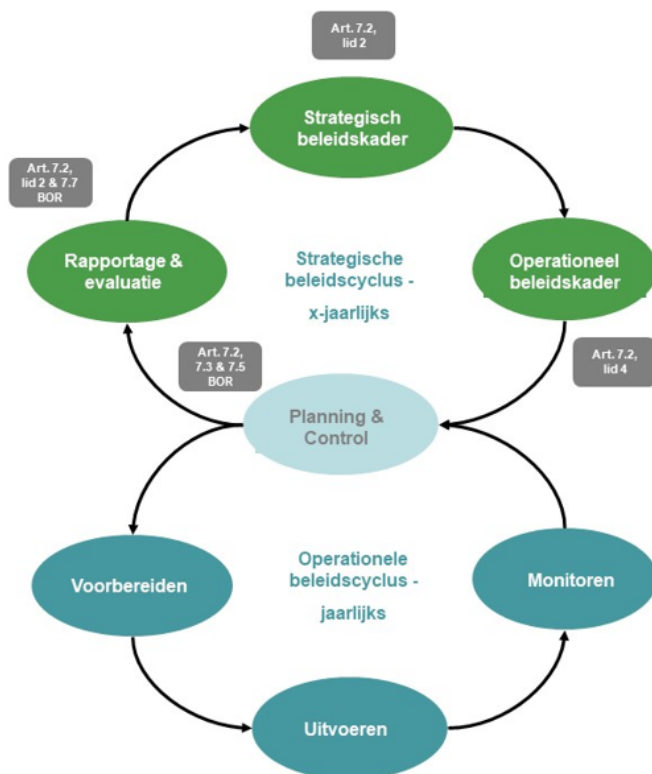 Art. 7.2,
lid 2
Strategisch
beleidskader
Art. 7.2,
lid 2 & 7.7
BOR
Rapportage &
evaluatie
Strategische
beleidscyclus -
x-jaarlijks
Operationeel
beleidskader
Art. 7.2,
7.3 & 7.5
BOR
Art. 7.2,
lid 4
Planning &
Control
Voorbereiden
Operationele
beleidscyclus -
jaarlijks
Monitoren
Uitvoeren